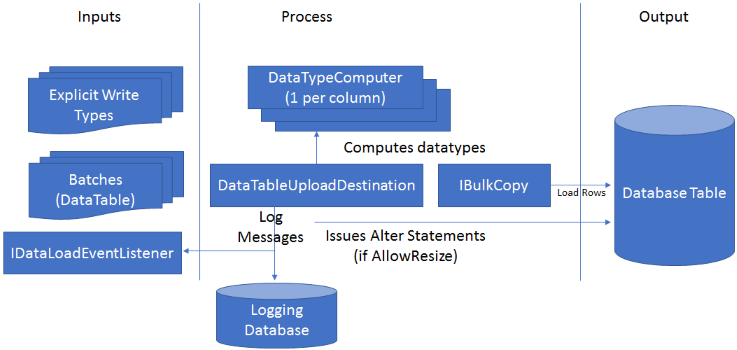 Inputs
Process
Output
Explicit Write
Types
DataTypeComputer
(1 per column)
Computes datatypes
Batches
(DataTable)
DataTableUploadDestination
IBulkCopy
Load Rows
Database Table
Log
Messages
Issues Alter Statements
(if AllowResize)
IDataLoadEventListener
Logging
Database